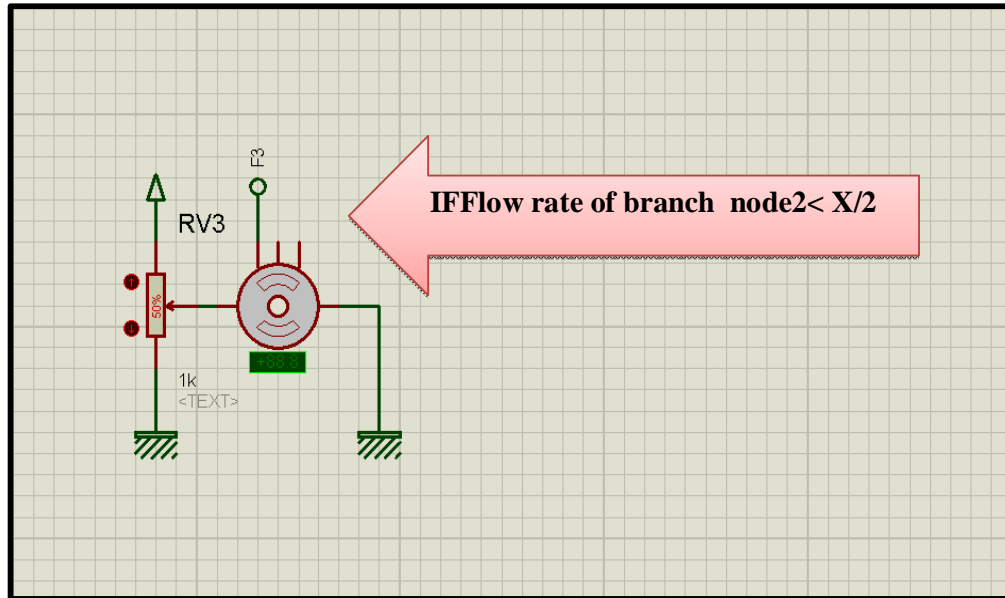 F3
IFFlow rate of branch node2< X/2
RV3
50%
+88.8
1k
<TEXT>